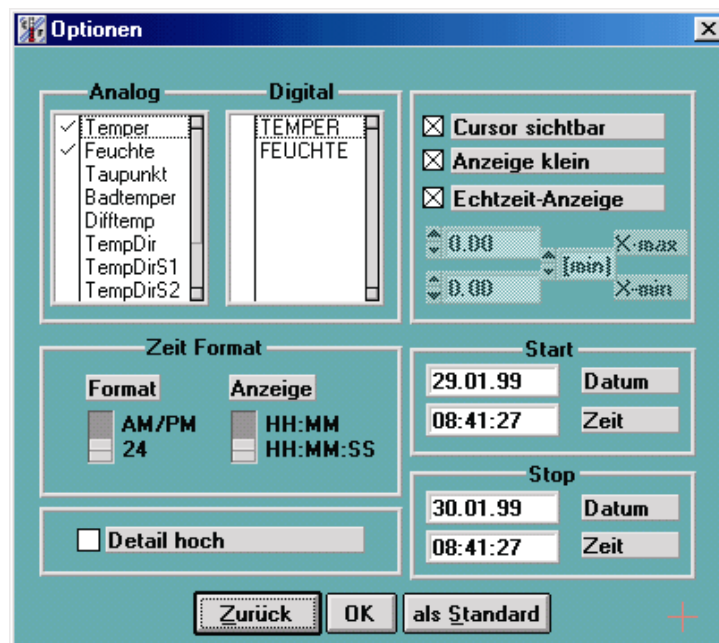 Optionen
Analog
Temper
Feuchte
Taupunkt
Badtemper
Difftemp
TempDir
TempDirS1
TempDirS2
Digital
TEMPER
FEUCHTE
Cursor sichtbar
Anzeige klein
Echtzeit-Anzeige
0.00
X-max
[min]
0.00
X-min
Zeit Format
Format
AM/PM
24
Anzeige
HH:MM
HH:MM:SS
Start
29.01.99 Datum
08:41:27 Zeit
Stop
30.01.99 Datum
08:41:27 Zeit
Detail hoch
Zurück OK als Standard